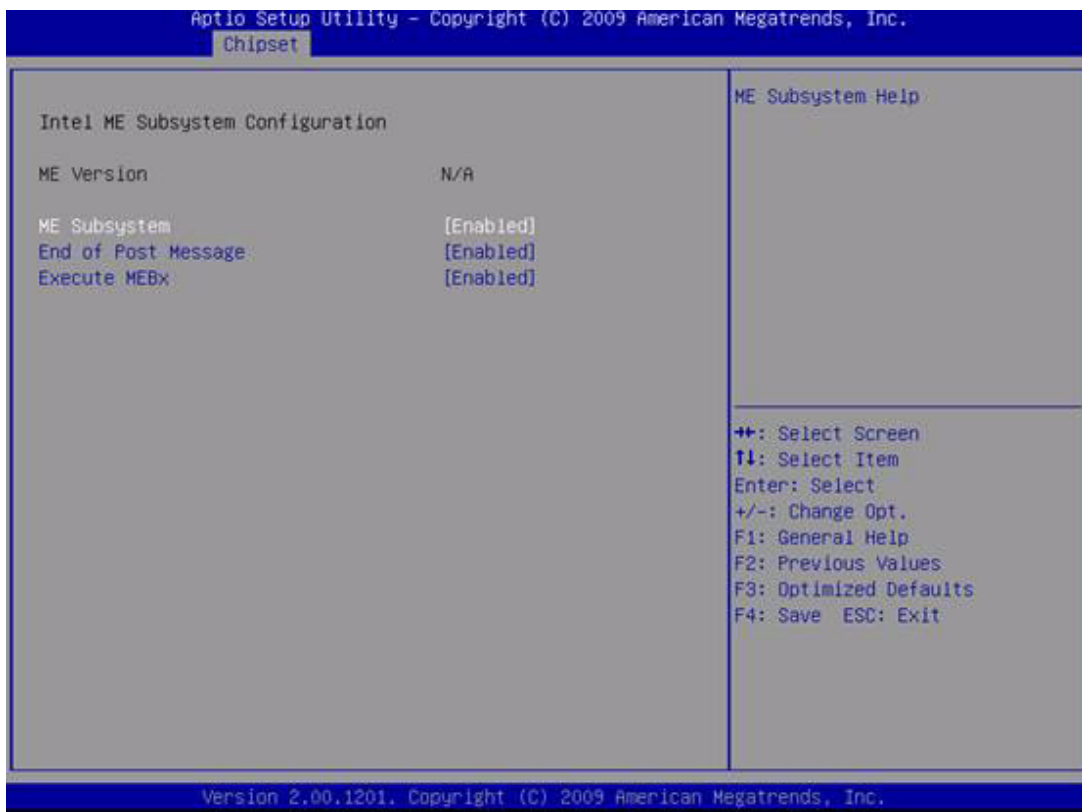 Aptio Setup Utility – Copyright (C) 2009 American Megatrends, Inc.
Chipset
Intel ME Subsystem Configuration
ME Version N/A
ME Subsystem [Enabled]
End of Post Message [Enabled]
Execute MEBx [Enabled]
ME Subsystem Help
→←: Select Screen
↑↓: Select Item
Enter: Select
+/-: Change Opt.
F1: General Help
F2: Previous Values
F3: Optimized Defaults
F4: Save ESC: Exit
Version 2.00.1201. Copyright (C) 2009 American Megatrends, Inc.